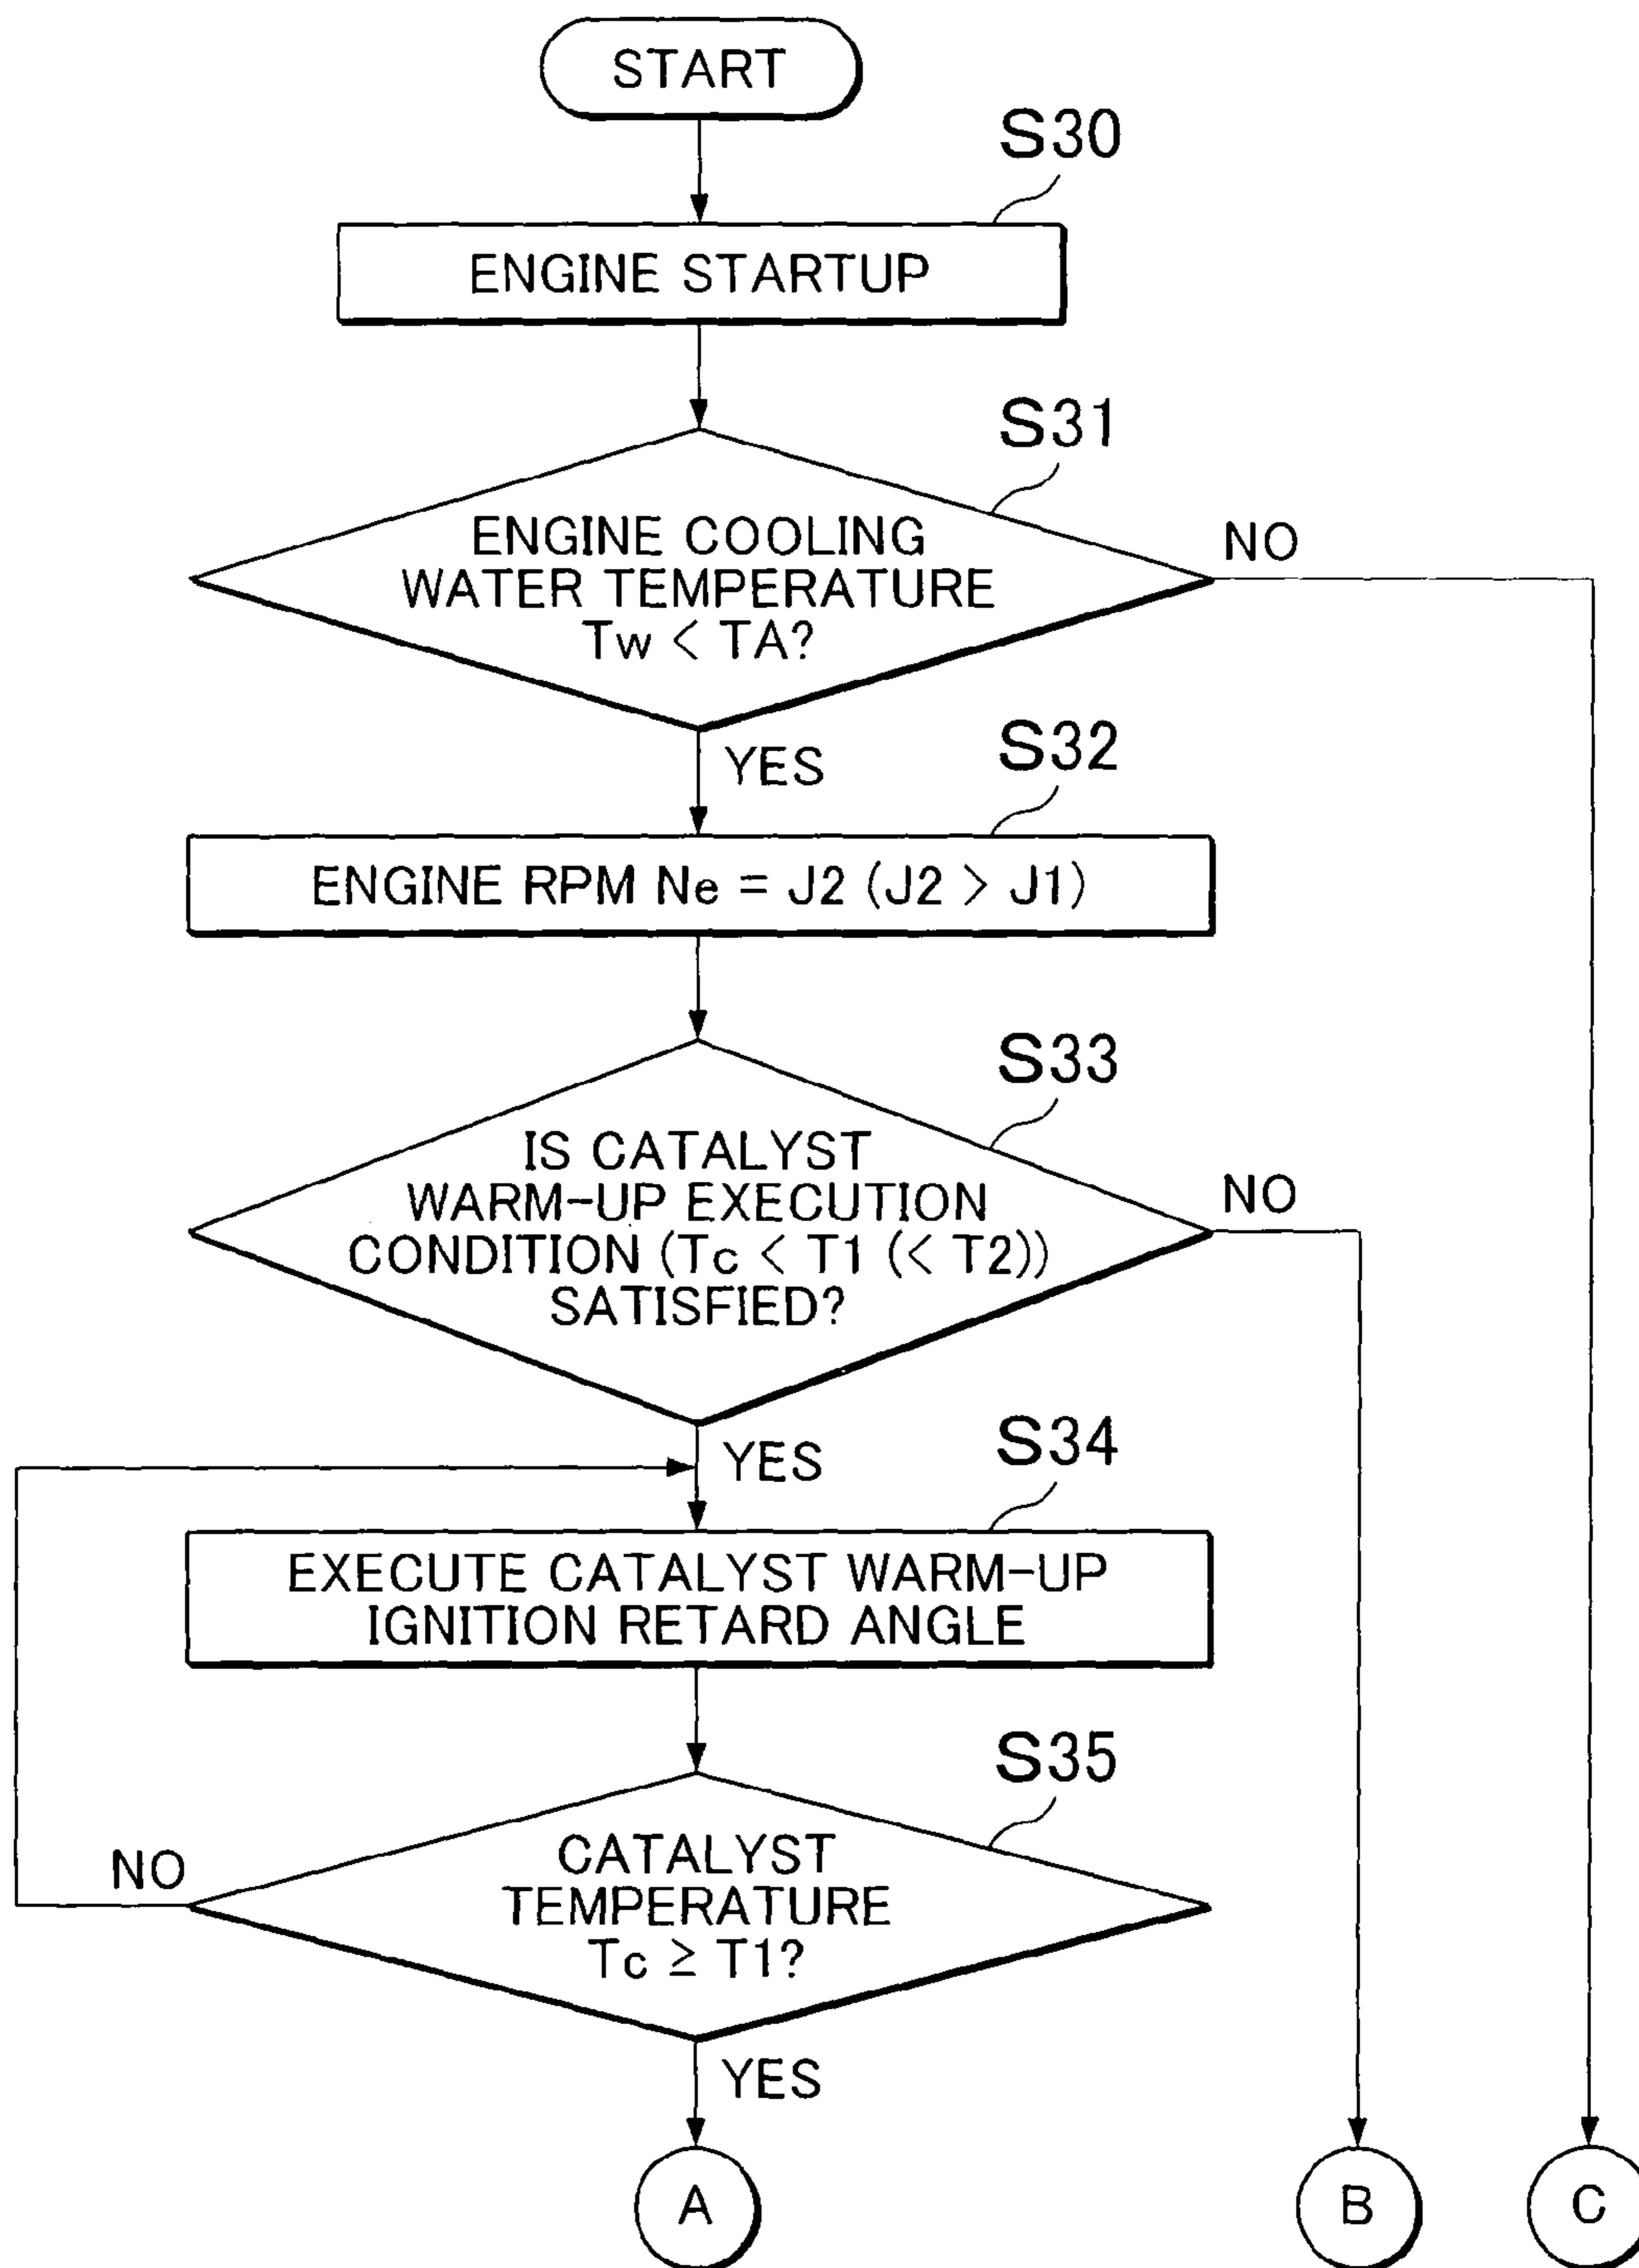 START
S30
ENGINE STARTUP
S31
ENGINE COOLING
WATER TEMPERATURE
Tw < TA?
NO
YES
S32
ENGINE RPM Ne = J2 (J2 > J1)
S33
IS CATALYST
WARM-UP EXECUTION
CONDITION (Tc < T1 (< T2))
SATISFIED?
NO
YES
S34
EXECUTE CATALYST WARM-UP
IGNITION RETARD ANGLE
S35
CATALYST
TEMPERATURE
Tc ≥ T1?
NO
YES
A
B
C